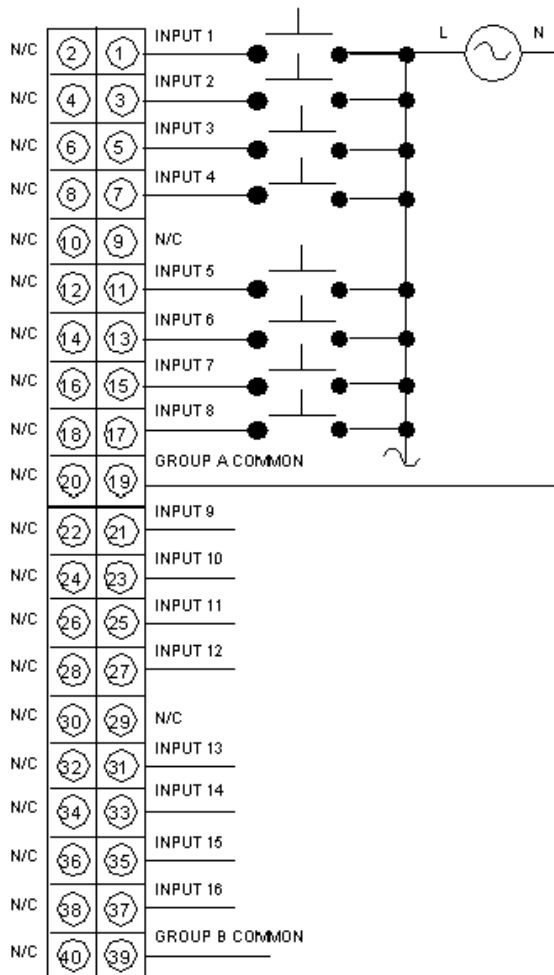 INPUT 1
N/C 2 1 L N
INPUT 2
N/C 4 3
INPUT 3
N/C 6 5
INPUT 4
N/C 8 7
N/C 10 9 N/C
INPUT 5
N/C 12 11
INPUT 6
N/C 14 13
INPUT 7
N/C 16 15
INPUT 8
N/C 18 17
GROUP A COMMON
N/C 20 19
INPUT 9
N/C 22 21
INPUT 10
N/C 24 23
INPUT 11
N/C 26 25
INPUT 12
N/C 28 27
N/C 30 29 N/C
INPUT 13
N/C 32 31
INPUT 14
N/C 34 33
INPUT 15
N/C 36 35
INPUT 16
N/C 38 37
GROUP B COMMON
N/C 40 39